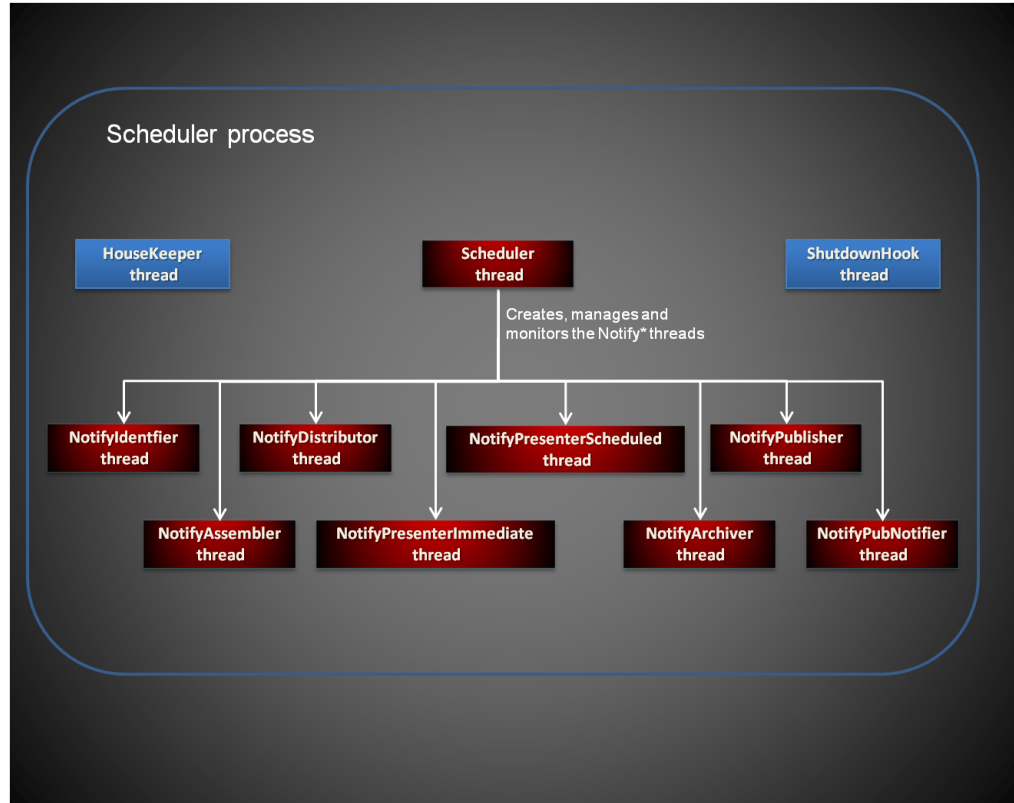 Scheduler process
HouseKeeper
thread
Scheduler
thread
ShutdownHook
thread
Creates, manages and
monitors the Notify* threads
NotifyIdentfier
thread
NotifyDistributor
thread
NotifyPresenterScheduled
thread
NotifyPublisher
thread
NotifyAssembler
thread
NotifyPresenterImmediate
thread
NotifyArchiver
thread
NotifyPubNotifier
thread